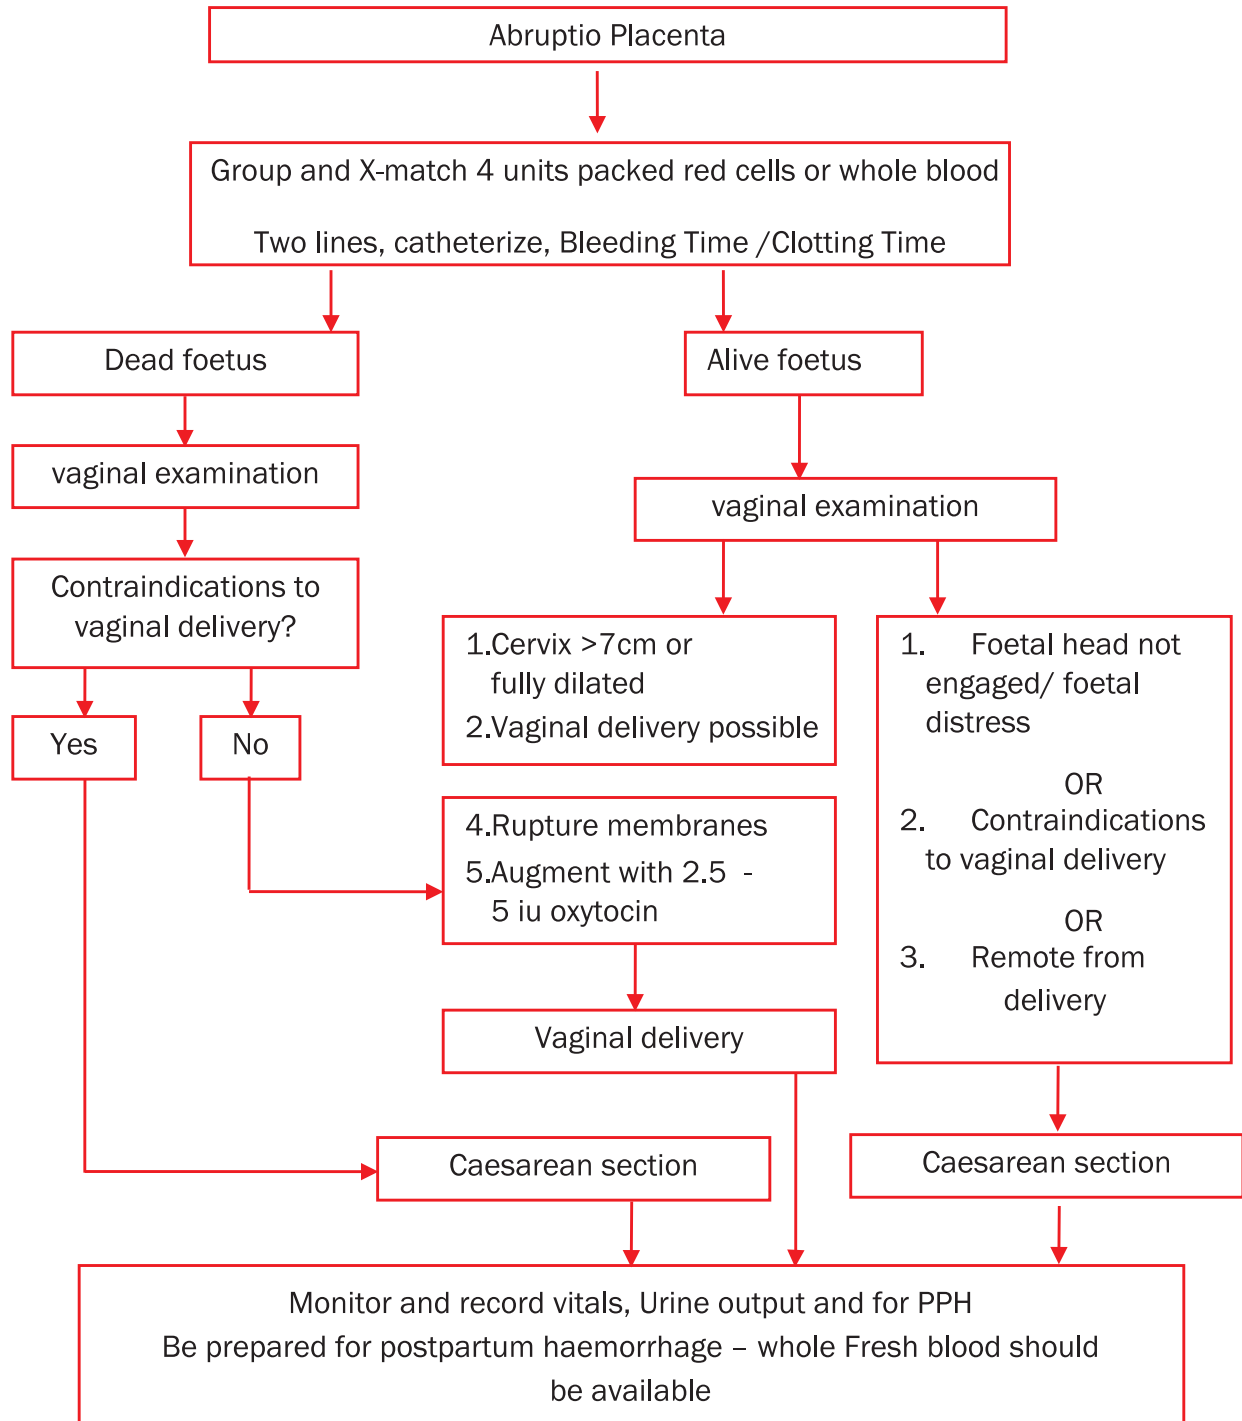 Abruptio Placenta
Group and X-match 4 units packed red cells or whole blood
Two lines, catheterize, Bleeding Time /Clotting Time
Dead foetus
Alive foetus
vaginal examination
vaginal examination
Contraindications to
vaginal delivery?
Yes
No
1.Cervix >7cm or
fully dilated
2.Vaginal delivery possible
1. Foetal head not
engaged/ foetal
distress
OR
2. Contraindications
to vaginal delivery
OR
3. Remote from
delivery
4.Rupture membranes
5.Augment with 2.5 -
5 iu oxytocin
Vaginal delivery
Caesarean section
Caesarean section
Monitor and record vitals, Urine output and for PPH
Be prepared for postpartum haemorrhage – whole Fresh blood should
be available